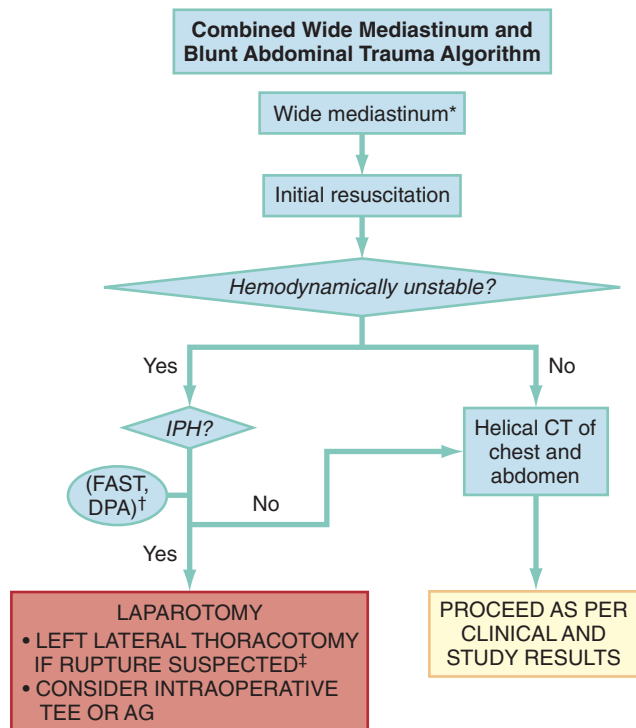 Combined Wide Mediastinum and
Blunt Abdominal Trauma Algorithm
Wide mediastinum*
Initial resuscitation
Hemodynamically unstable?
Yes
No
IPH?
Helical CT of
chest and
abdomen
(FAST,
DPA)†
No
Yes
LAPAROTOMY
• LEFT LATERAL THORACOTOMY
IF RUPTURE SUSPECTED‡
• CONSIDER INTRAOPERATIVE
TEE OR AG
PROCEED AS PER
CLINICAL AND
STUDY RESULTS